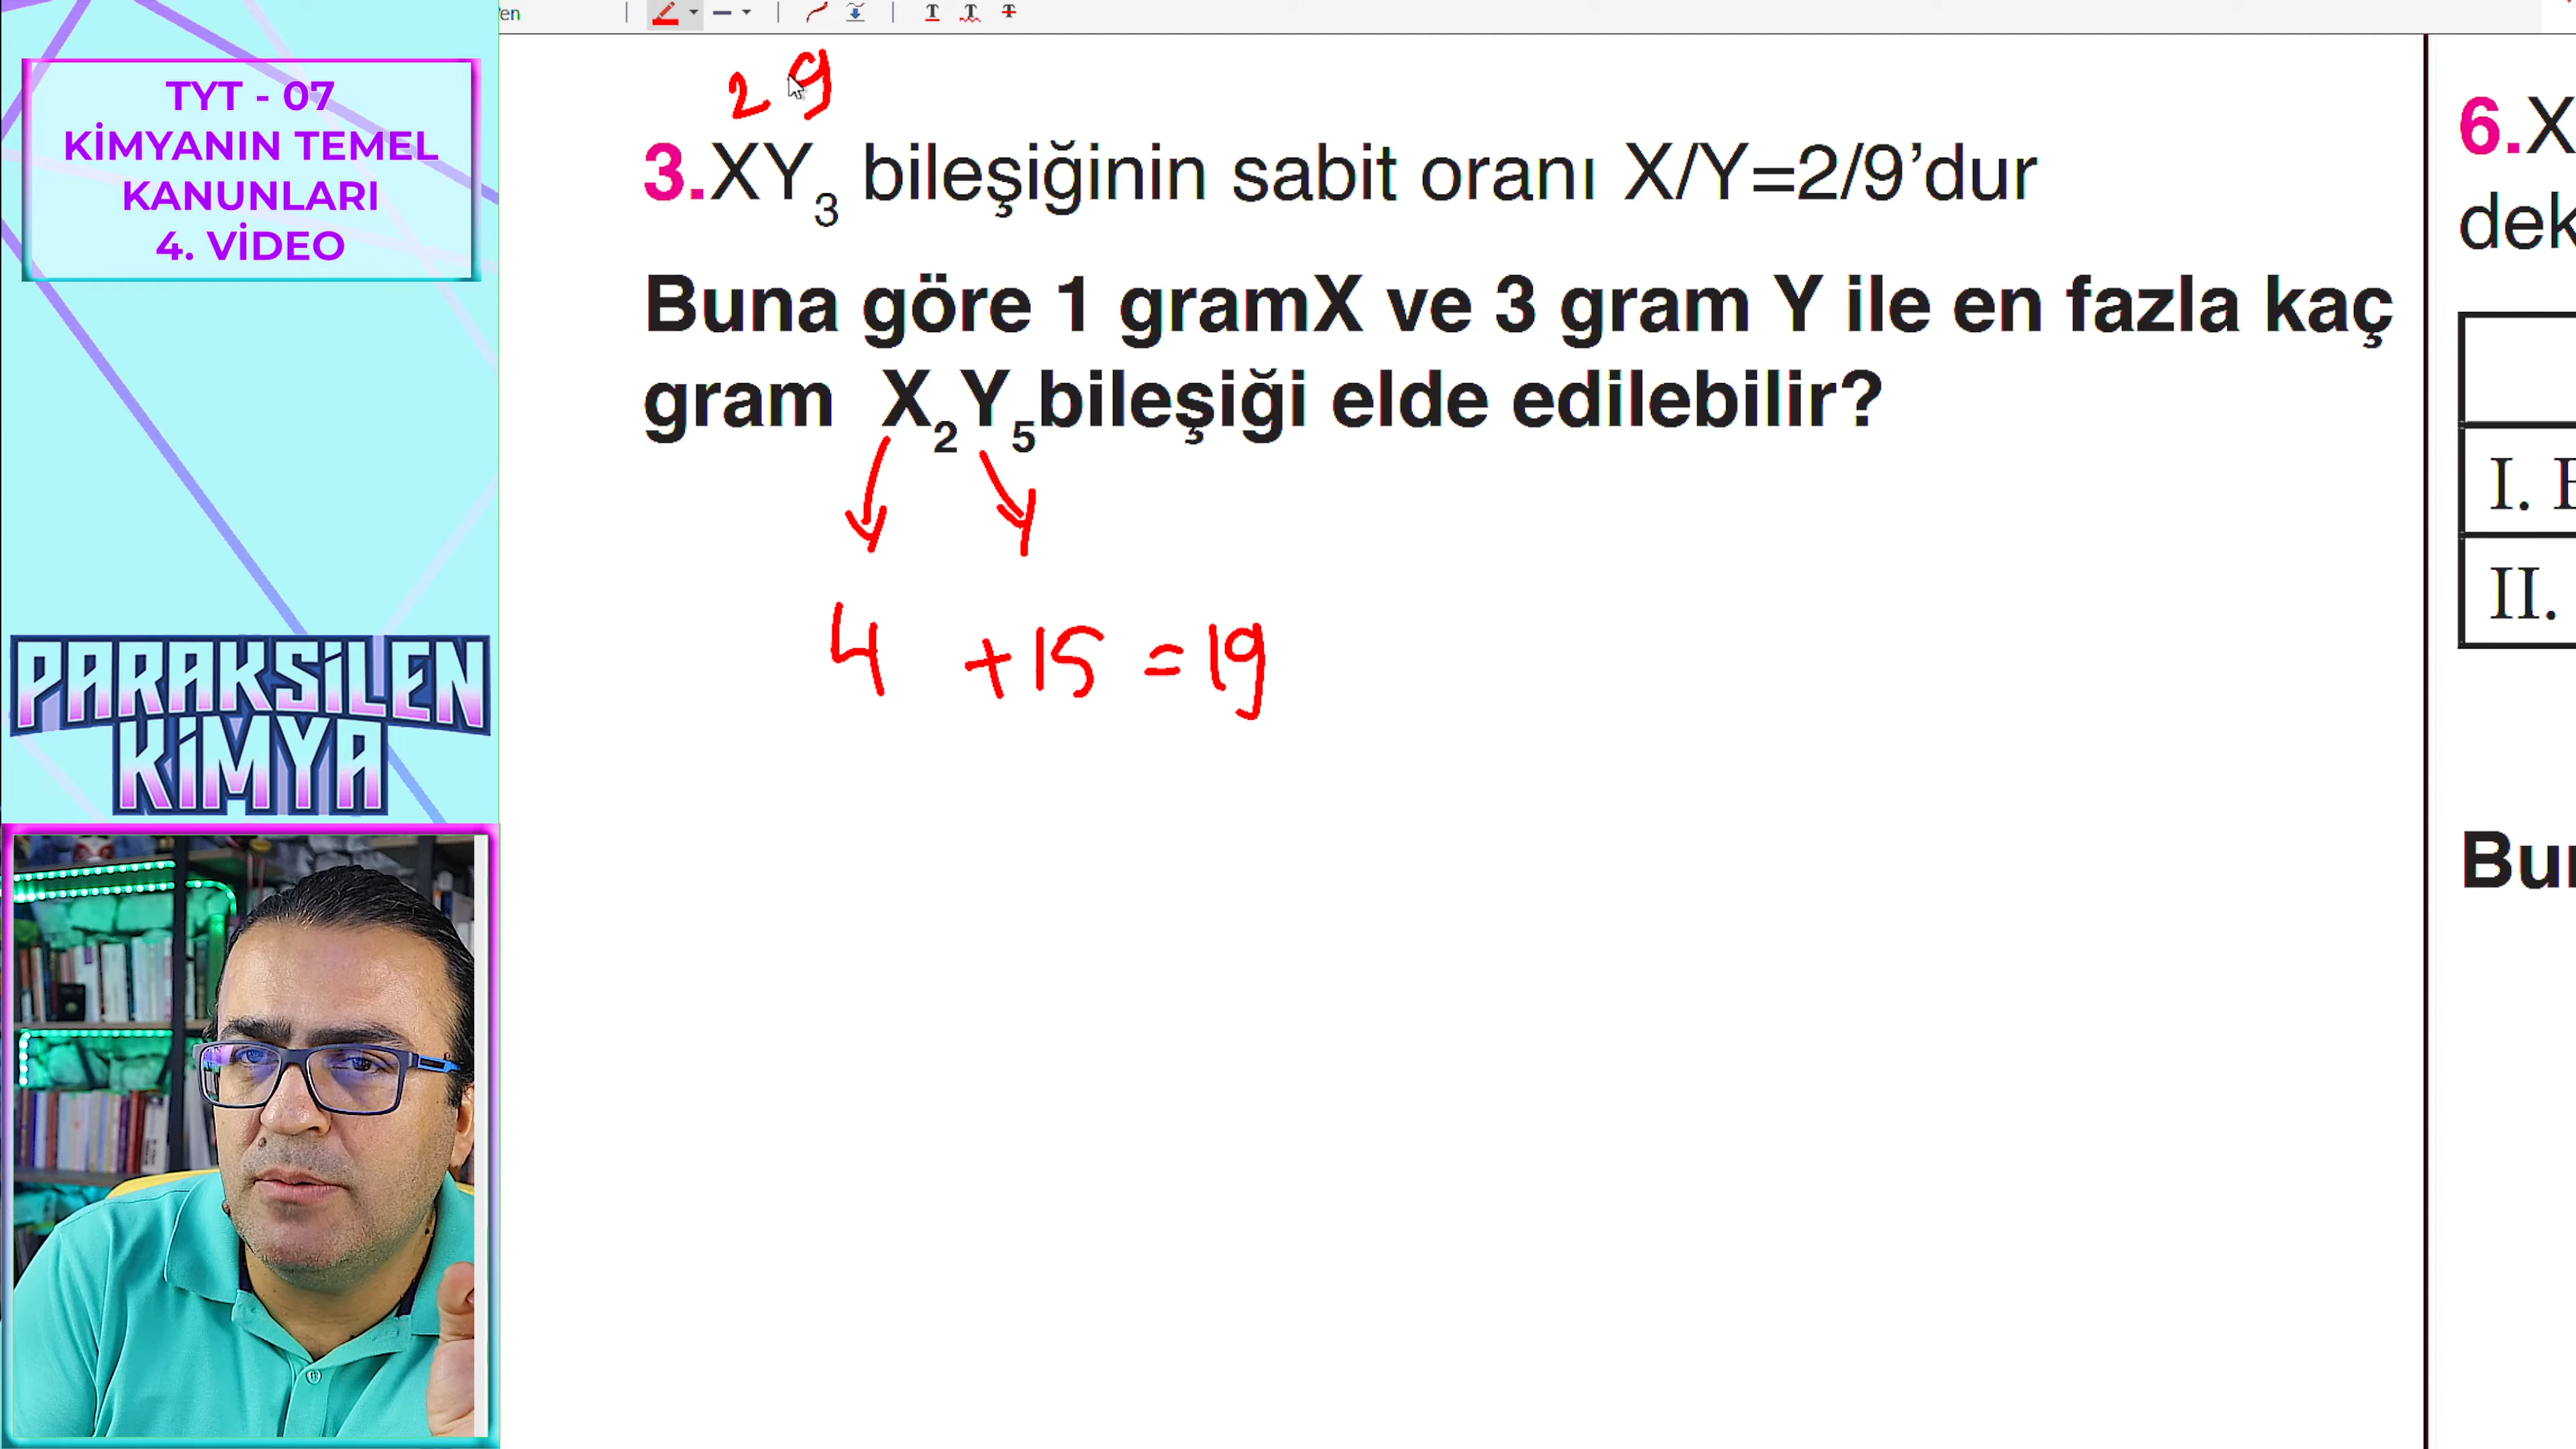 en
TYT - 07
KİMYANIN TEMEL
KANUNLARI
4. VİDEO
2 9
3.XY3 bileşiğinin sabit oranı X/Y=2/9’dur
Buna göre 1 gramX ve 3 gram Y ile en fazla kaç
gram X2Y5bileşiği elde edilebilir?
4 +15 =19
PARAKSİLEN
KİMYA
6.X
dek
I. E
II.
Bur